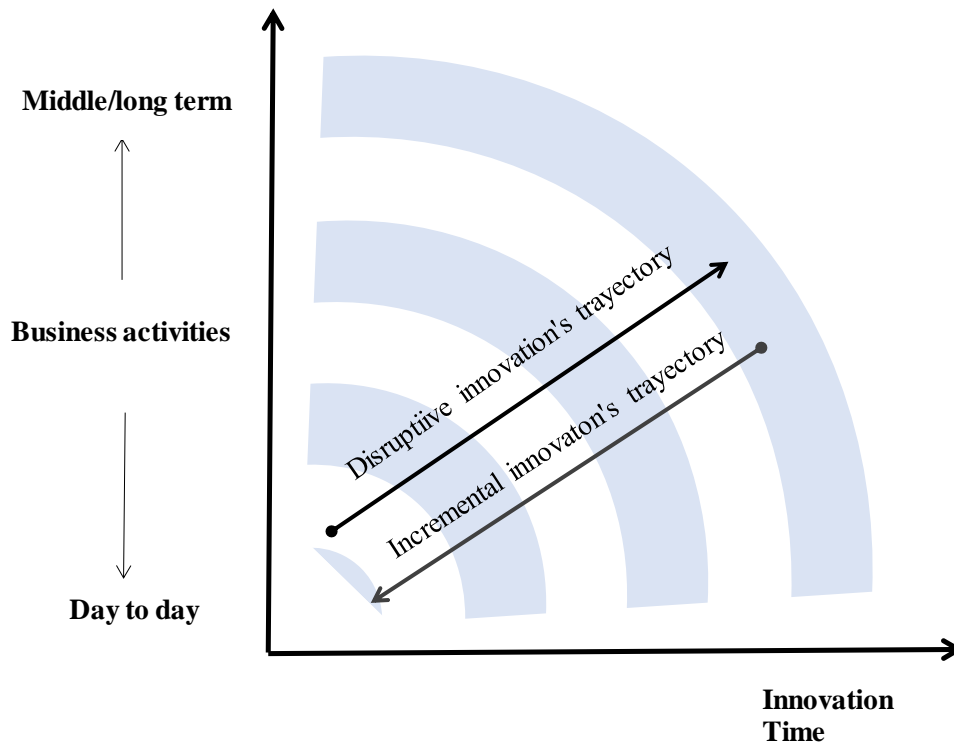 Middle/long term
Business activities
Day to day
Disruptiive innovation's trayectory
Incremental innovaton's trayectory
Innovation
Time